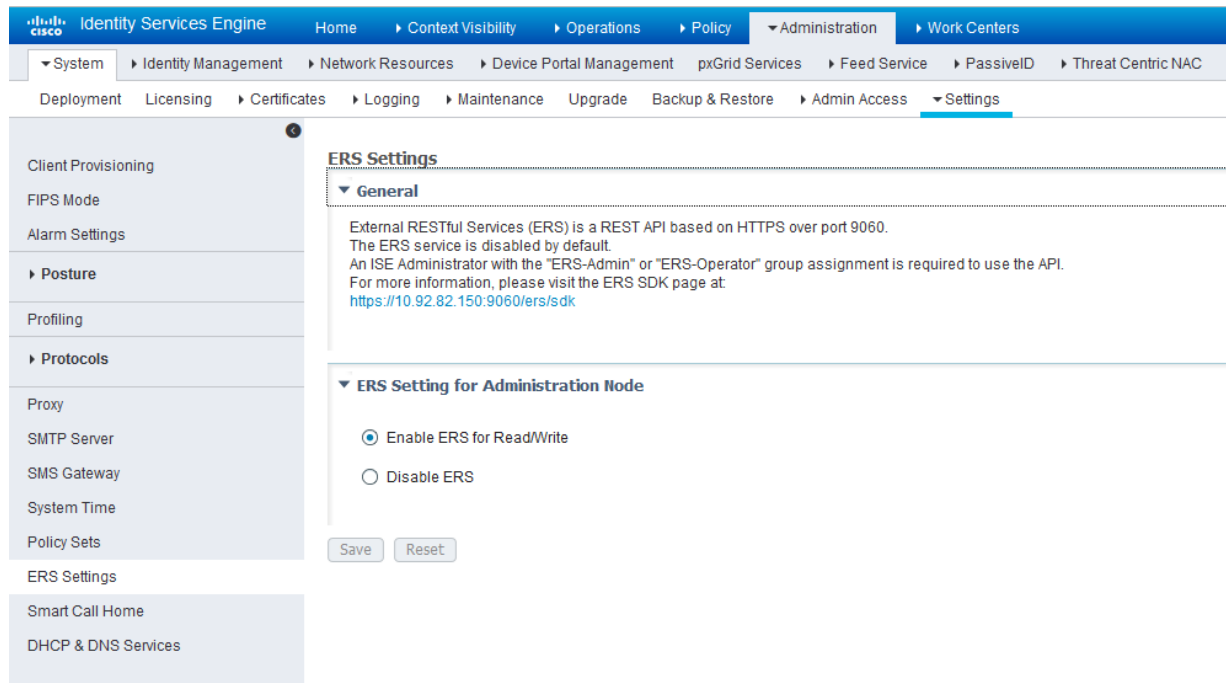 cisco Identity Services Engine Home Context Visibility Operations Policy Administration Work Centers
System Identity Management Network Resources Device Portal Management pxGrid Services Feed Service PassiveID Threat Centric NAC
Deployment Licensing Certificates Logging Maintenance Upgrade Backup & Restore Admin Access Settings
Client Provisioning
FIPS Mode
Alarm Settings
Posture
Profiling
Protocols
Proxy
SMTP Server
SMS Gateway
System Time
Policy Sets
ERS Settings
Smart Call Home
DHCP & DNS Services
ERS Settings
General
External RESTful Services (ERS) is a REST API based on HTTPS over port 9060.
The ERS service is disabled by default.
An ISE Administrator with the "ERS-Admin" or "ERS-Operator" group assignment is required to use the API.
For more information, please visit the ERS SDK page at:
https://10.92.82.150:9060/ers/sdk
ERS Setting for Administration Node
Enable ERS for Read/Write
Disable ERS
Save Reset